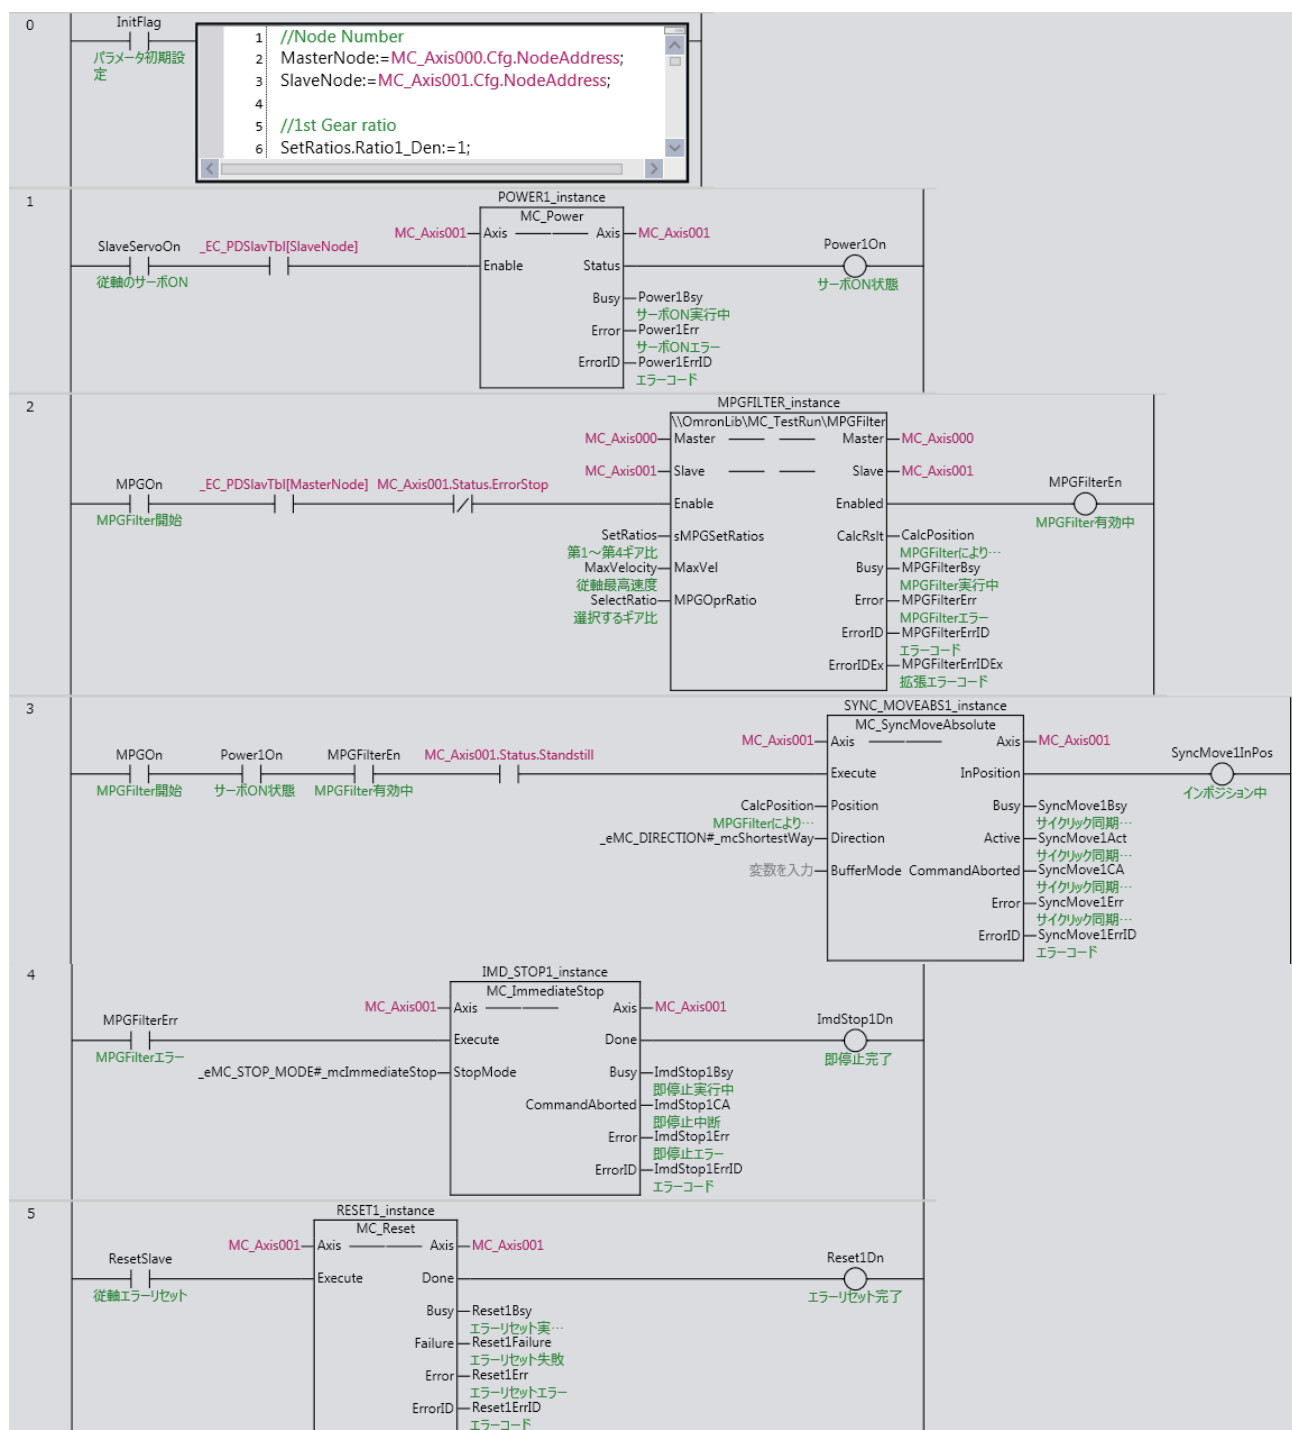 0
InitFlag
パラメータ初期設
定
1 //Node Number
2 MasterNode:=MC_Axis000.Cfg.NodeAddress;
3 SlaveNode:=MC_Axis001.Cfg.NodeAddress;
4
5 //1st Gear ratio
6 SetRatios.Ratio1_Den:=1;
1
POWER1_instance
MC_Power
MC_Axis001 Axis Axis MC_Axis001
SlaveServoOn _EC_PDSlavTbl[SlaveNode] Power1On
Enable Status
従軸のサーボON サーボON状態
Busy Power1Bsy
サーボON実行中
Error Power1Err
サーボONエラー
ErrorID Power1ErrID
エラーコード
2
MPGFILTER_instance
\\OmronLib\MC_TestRun\MPGFilter
MC_Axis000 Master Master MC_Axis000
MC_Axis001 Slave Slave MC_Axis001
MPGOn _EC_PDSlavTbl[MasterNode] MC_Axis001.Status.ErrorStop MPGFilterEn
Enable Enabled
MPGFilter開始 MPGFilter有効中
SetRatios sMPGSetRatios CalcRslt CalcPosition
第1～第4ギア比 MPGFilterにより…
MaxVelocity MaxVel Busy MPGFilterBsy
従軸最高速度 MPGFilter実行中
SelectRatio MPGOprRatio Error MPGFilterErr
選択するギア比 MPGFilterエラー
ErrorID MPGFilterErrID
エラーコード
ErrorIDEx MPGFilterErrIDEx
拡張エラーコード
3
SYNC_MOVEABS1_instance
MC_SyncMoveAbsolute
MC_Axis001 Axis Axis MC_Axis001
MPGOn Power1On MPGFilterEn MC_Axis001.Status.Standstill SyncMove1InPos
Execute InPosition
MPGFilter開始 サーボON状態 MPGFilter有効中 インポジション中
CalcPosition Position Busy SyncMove1Bsy
MPGFilterにより… サイクリック同期…
_eMC_DIRECTION#_mcShortestWay Direction Active SyncMove1Act
サイクリック同期…
変数を入力 BufferMode CommandAborted SyncMove1CA
サイクリック同期…
Error SyncMove1Err
サイクリック同期…
ErrorID SyncMove1ErrID
エラーコード
4
IMD_STOP1_instance
MC_ImmediateStop
MC_Axis001 Axis Axis MC_Axis001
MPGFilterErr ImdStop1Dn
Execute Done
MPGFilterエラー 即停止完了
_eMC_STOP_MODE#_mcImmediateStop StopMode Busy ImdStop1Bsy
即停止実行中
CommandAborted ImdStop1CA
即停止中断
Error ImdStop1Err
即停止エラー
ErrorID ImdStop1ErrID
エラーコード
5
RESET1_instance
MC_Reset
MC_Axis001 Axis Axis MC_Axis001
ResetSlave Reset1Dn
Execute Done
従軸エラーリセット エラーリセット完了
Busy Reset1Bsy
エラーリセット実…
Failure Reset1Failure
エラーリセット失敗
Error Reset1Err
エラーリセットエラー
ErrorID Reset1ErrID
エラーコード